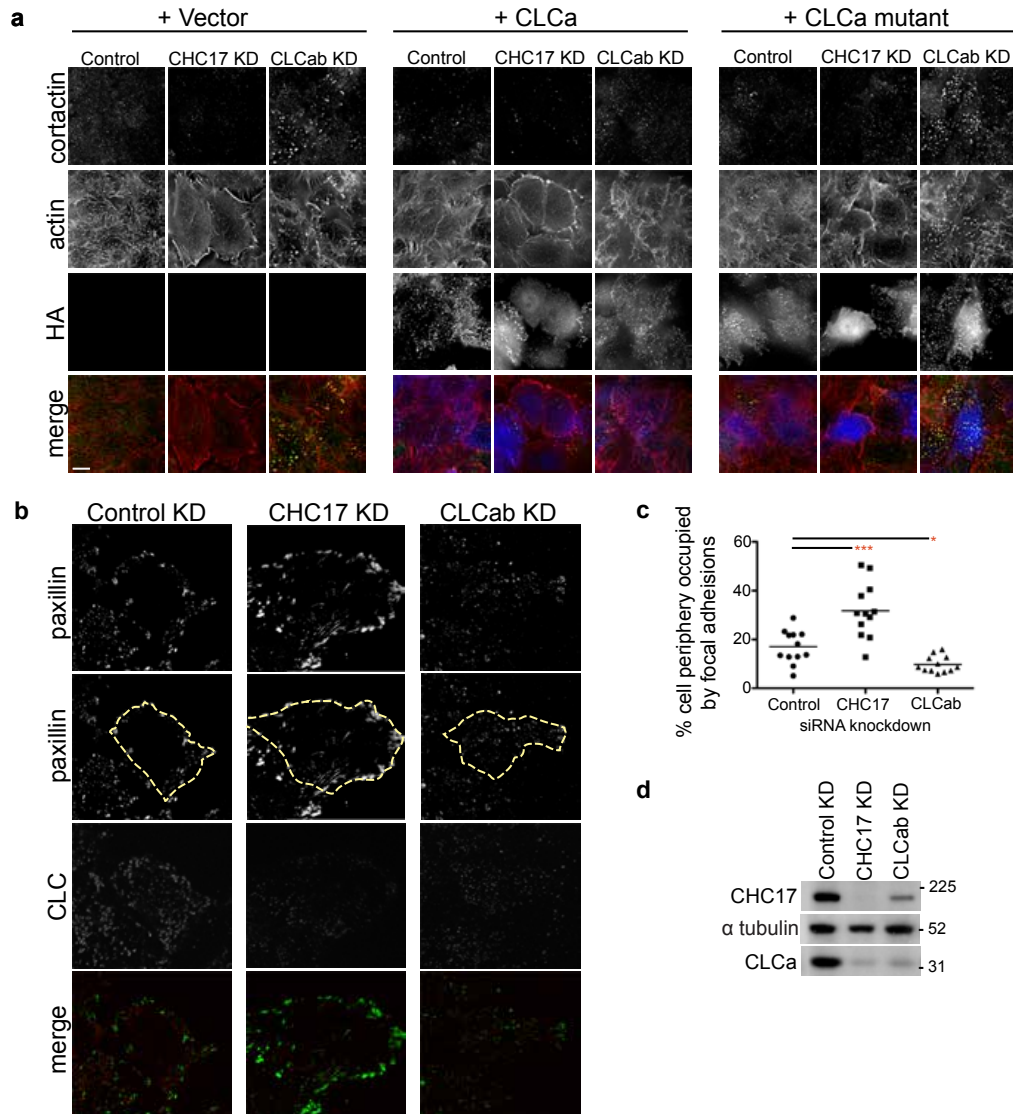 a
+ Vector
+ CLCa
+ CLCa mutant
Control CHC17 KD CLCab KD
Control CHC17 KD CLCab KD
Control CHC17 KD CLCab KD
cortactin
actin
HA
merge
b
Control KD CHC17 KD CLCab KD
paxillin
paxillin
CLC
merge
c
% cell periphery occupied
by focal adheisions
60
40
20
0
***
*
Control CHC17 CLCab
siRNA knockdown
d
Control KD
CHC17 KD
CLCab KD
CHC17
- 225
α tubulin
- 52
CLCa
- 31